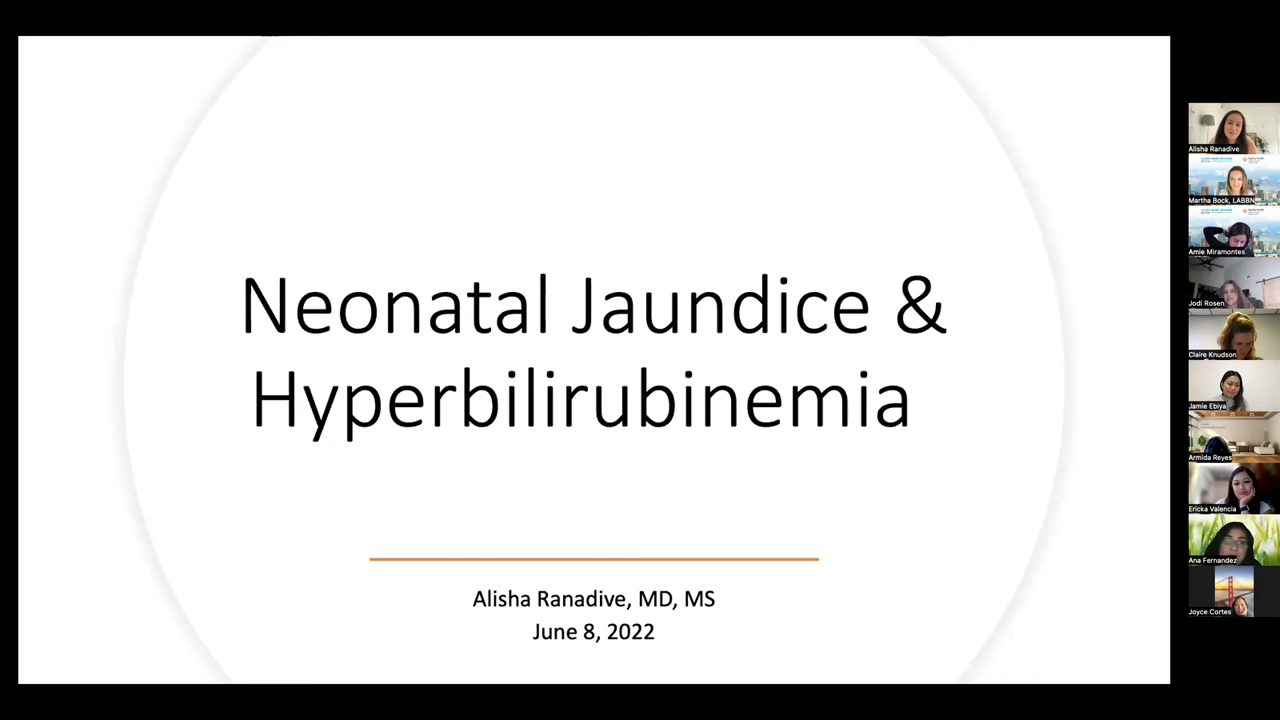 Neonatal Jaundice &
Hyperbilirubinemia
Alisha Ranadive, MD, MS
June 8, 2022
Alisha Ranadive
Martha Bock, LABBN
Amie Miramontes
Jodi Rosen
Claire Knudson
Jamie Ebiya
Armida Reyes
Ericka Valencia
Ana Fernandez
Joyce Cortes